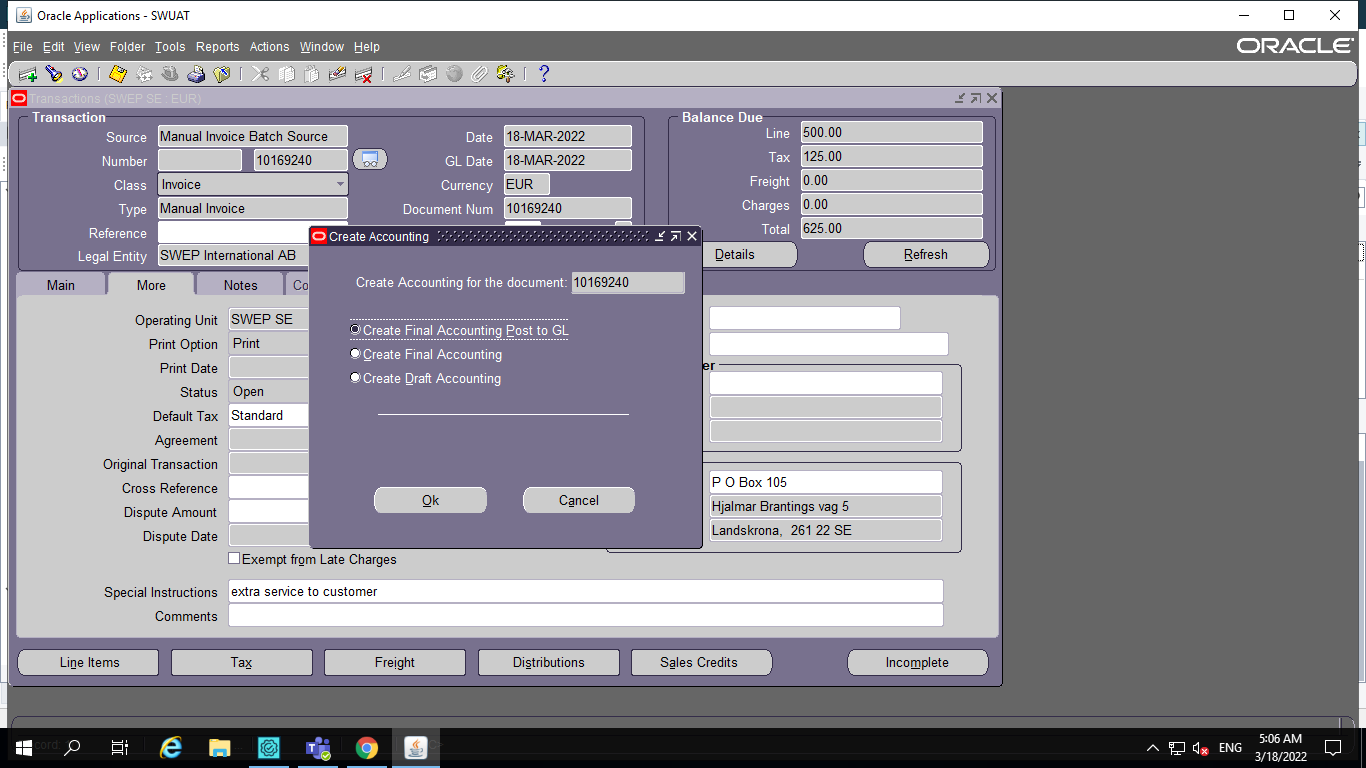 Oracle Applications - SWUAT
File Edit View Folder Tools Reports Actions Window Help
ORACLE
Transactions (SWEP SE : EUR)
Transaction
Source Manual Invoice Batch Source
Date 18-MAR-2022
Number 10169240
GL Date 18-MAR-2022
Class Invoice
Currency EUR
Type Manual Invoice
Document Num 10169240
Reference
Legal Entity SWEP International AB
Balance Due
Line 500.00
Tax 125.00
Freight 0.00
Charges 0.00
Total 625.00
Details Refresh
Main More Notes Co
Create Accounting
Create Accounting for the document: 10169240
Create Final Accounting Post to GL
Create Final Accounting
Create Draft Accounting
Ok Cancel
Operating Unit SWEP SE
Print Option Print
Print Date
Status Open
Default Tax Standard
Agreement
Original Transaction
Cross Reference
Dispute Amount
Dispute Date
er
P O Box 105
Hjalmar Brantings vag 5
Landskrona, 261 22 SE
Exempt from Late Charges
Special Instructions extra service to customer
Comments
Line Items Tax Freight Distributions Sales Credits Incomplete
ENG
5:06 AM
3/18/2022